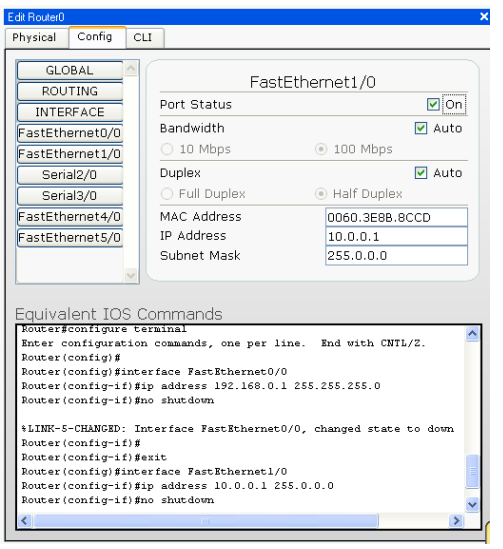 Edit Router0
Physical Config CLI
GLOBAL
ROUTING
INTERFACE
FastEthernet0/0
FastEthernet1/0
Serial2/0
Serial3/0
FastEthernet4/0
FastEthernet5/0
FastEthernet1/0
Port Status On
Bandwidth Auto
10 Mbps 100 Mbps
Duplex Auto
Full Duplex Half Duplex
MAC Address 0060.3E8B.8CCD
IP Address 10.0.0.1
Subnet Mask 255.0.0.0
Equivalent IOS Commands
Router#configure terminal
Enter configuration commands, one per line. End with CNTL/Z.
Router(config)#
Router(config)#interface FastEthernet0/0
Router(config-if)#ip address 192.168.0.1 255.255.255.0
Router(config-if)#no shutdown
%LINK-5-CHANGED: Interface FastEthernet0/0, changed state to down
Router(config-if)#
Router(config-if)#exit
Router(config)#interface FastEthernet1/0
Router(config-if)#ip address 10.0.0.1 255.0.0.0
Router(config-if)#no shutdown